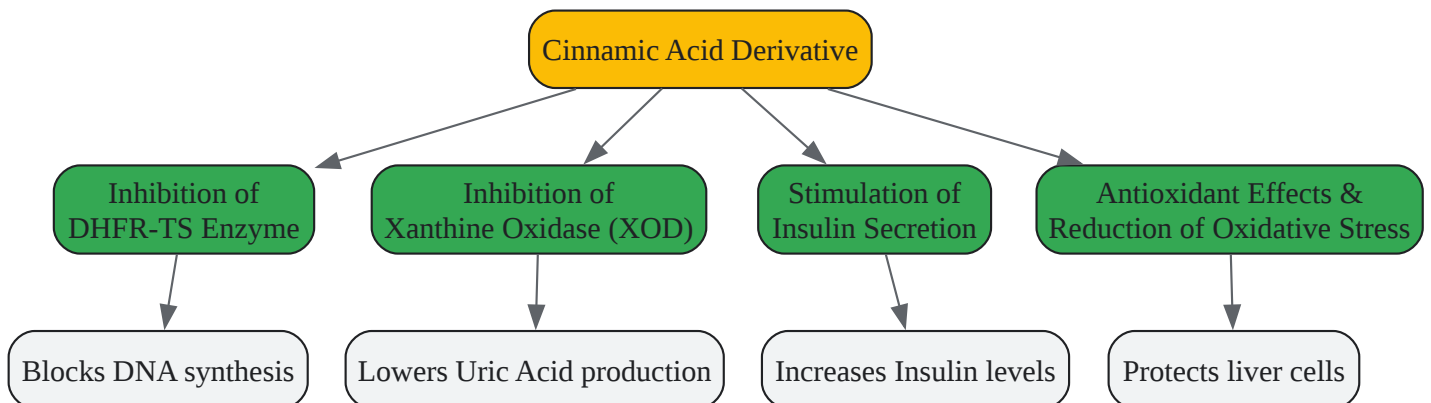 Cinnamic Acid Derivative
Inhibition of
DHFR-TS Enzyme
Inhibition of
Xanthine Oxidase (XOD)
Stimulation of
Insulin Secretion
Antioxidant Effects &
Reduction of Oxidative Stress
Blocks DNA synthesis
Lowers Uric Acid production
Increases Insulin levels
Protects liver cells